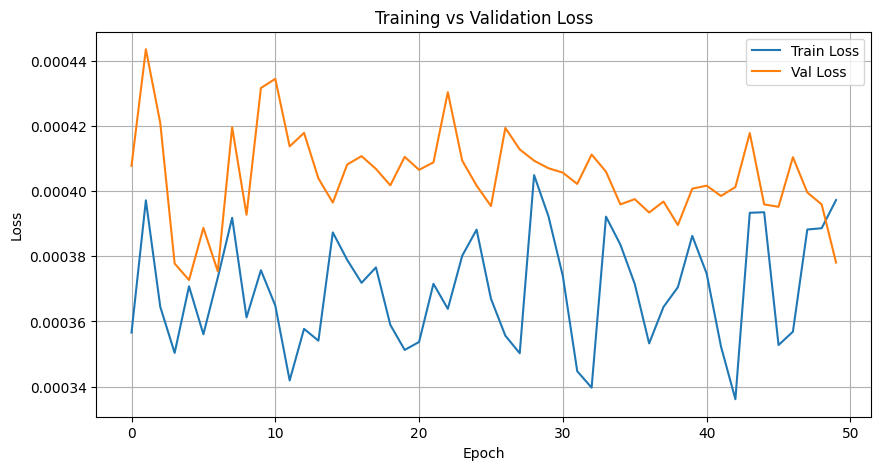 Training vs Validation Loss
Train Loss
Val Loss
0.00044
0.00042
0.00040
0.00038
0.00036
0.00034
Loss
0
10
20
30
40
50
Epoch